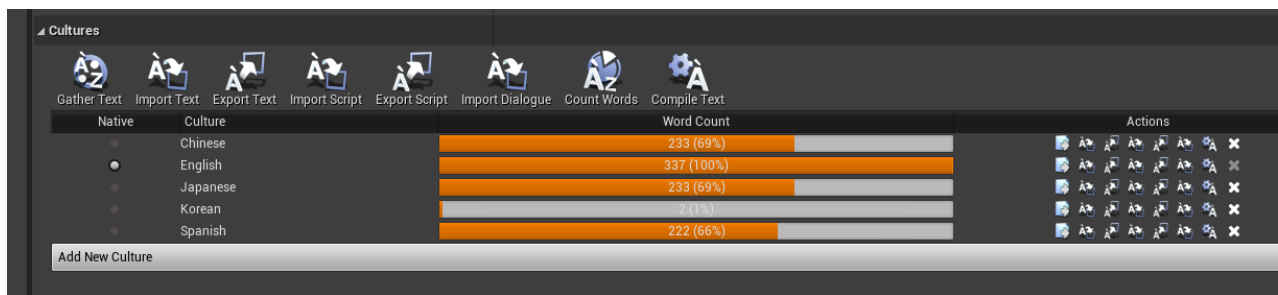 Cultures
Gather Text Import Text Export Text Import Script Export Script Import Dialogue Count Words Compile Text
Native Culture Word Count Actions
Chinese 233 (69%)
English 337 (100%)
Japanese 233 (69%)
Korean 2 (1%)
Spanish 222 (66%)
Add New Culture